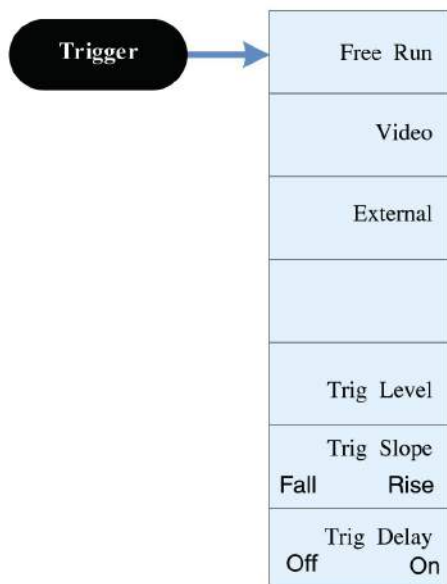 Trigger
Free Run
Video
External
Trig Level
Trig Slope
Fall Rise
Trig Delay
Off On